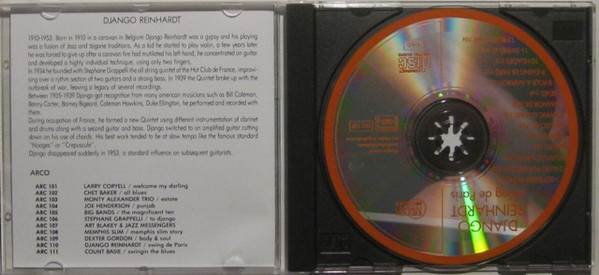 DJANGO REINHARDT
1910-1953. Born in 1910 in a caravan in Belgium Django Reinhardt was a gypsy and his playing
was a fusion of Jazz and tzigane traditions. As a kid he started to play violin, a few years later
he was forced to give up after a caravan fire had mutilated his left hand, he concentrated on guitar
and developed a highly individual technique, using only two fingers.
In 1934 he founded with Stephane Grappelli the all string quintet at the Hot Club de France, impro-
vising over a rythm section of two guitars and a strong bass. In 1939 the Quintet broke up with the
outbreak of war, leaving a legacy of several recordings.
Between 1935-1939 Django got recognition from many american musicians such as Bill Coleman,
Benny Carter, Barney Bigeard, Coleman Hawkins, Duke Ellington, he performed and recorded with
them.
During occupation of France, he formed a new Quintet using different instrumentation of clarinet
and drums along with a second guitar and bass. Django switched to an amplified guitar cutting
down on his use of chords. His best work tended to be at slow tempo like the famous standard
"Nuages" or "Crepuscule".
Django disappeared suddenly in 1953, a standard influence on subsequent guitarists.
ARCO
ARC 101 LARRY CORYELL / welcome my darling
ARC 102 CHET BAKER / all blues
ARC 103 MONTY ALEXANDER TRIO / estate
ARC 104 JOE HENDERSON / punjab
ARC 105 BIG BANDS / the magnificent ten
ARC 106 STEPHANE GRAPPELLI / to django
ARC 107 ART BLAKEY & JAZZ MESSENGERS
ARC 108 MEMPHIS SLIM / memphis slim story
ARC 109 DEXTER GORDON / body & soul
ARC 110 DJANGO REINHARDT / swing de Paris
ARC 111 COUNT BASIE / swingin the blues
DJANGO
REINHARDT
Swing de Paris